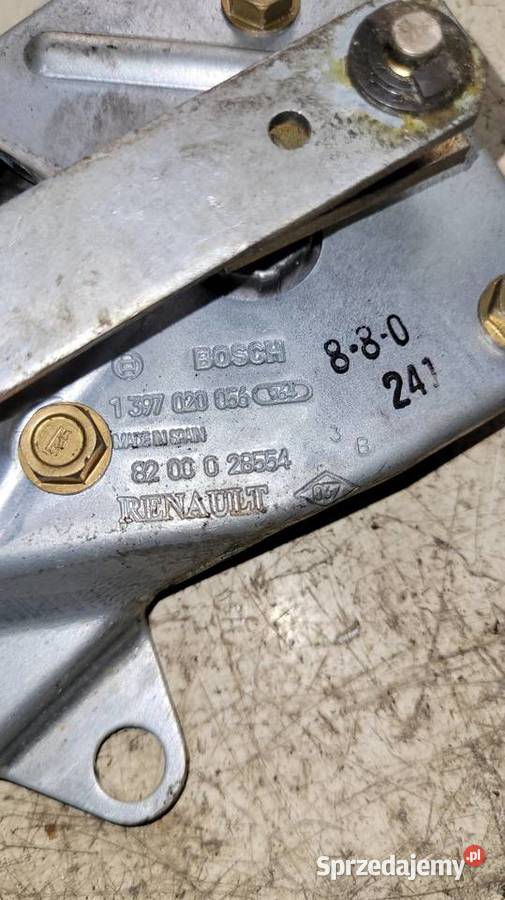 BOSCH
8-8-0
241
1 397 020 056
MADE IN SPAIN
3 B
82 00 0 28554
RENAULT
Sprzedajemy.pl